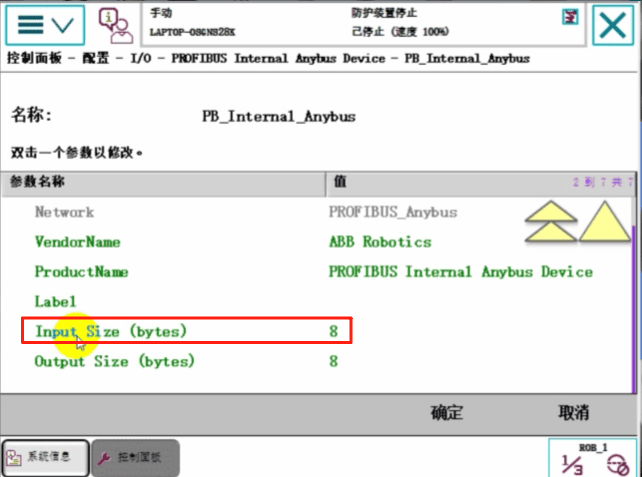 手动
防护装置停止
LAPTOP-0S6NS28K
已停止 (速度 100%)
控制面板 - 配置 - I/O - PROFIBUS Internal Anybus Device - PB_Internal_Anybus
名称: PB_Internal_Anybus
双击一个参数以修改。
参数名称 值 2 到 7 共 7
Network PROFIBUS_Anybus
VendorName ABB Robotics
ProductName PROFIBUS Internal Anybus Device
Label
Input Size (bytes) 8
Output Size (bytes) 8
确定 取消
系统信息 控制面板
ROB_1
1/3